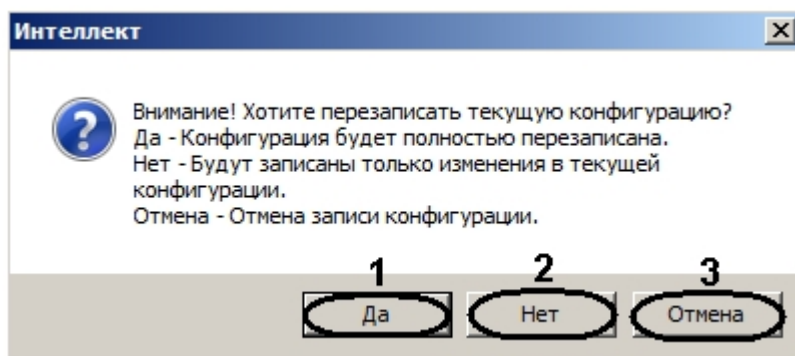 Интеллект
Внимание! Хотите перезаписать текущую конфигурацию?
Да - Конфигурация будет полностью перезаписана.
Нет - Будут записаны только изменения в текущей
конфигурации.
Отмена - Отмена записи конфигурации.
1 2 3
Да Нет Отмена